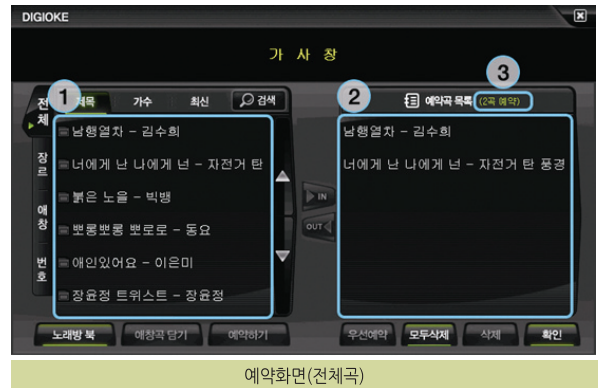 DIGIOKE
가 사 창
1
2
3
전체
제목
가수
최신
검색
예약곡 목록 (2곡 예약)
장르
애창
번호
남행열차 - 김수희
너에게 난 나에게 넌 - 자전거 탄
붉은 노을 - 빅뱅
뽀롱뽀롱 뽀로로 - 동요
애인있어요 - 이은미
장윤정 트위스트 - 장윤정
IN
OUT
남행열차 - 김수희
너에게 난 나에게 넌 - 자전거 탄 풍경
노래방 북
애창곡 담기
예약하기
우선예약
모두삭제
삭제
확인
예약화면(전체곡)